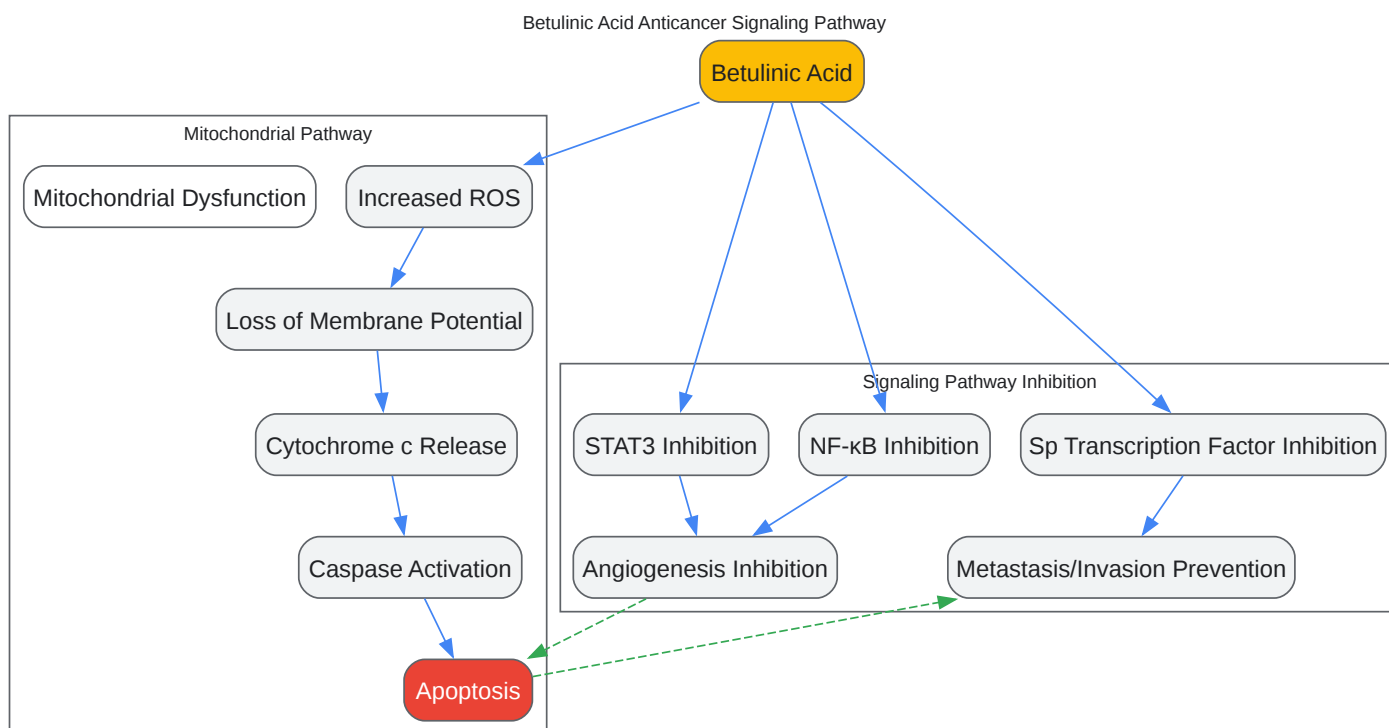 Betulinic Acid Anticancer Signaling Pathway
Betulinic Acid
Mitochondrial Pathway
Mitochondrial Dysfunction
Increased ROS
Loss of Membrane Potential
Cytochrome c Release
Caspase Activation
Apoptosis
Signaling Pathway Inhibition
STAT3 Inhibition
NF-κB Inhibition
Sp Transcription Factor Inhibition
Angiogenesis Inhibition
Metastasis/Invasion Prevention